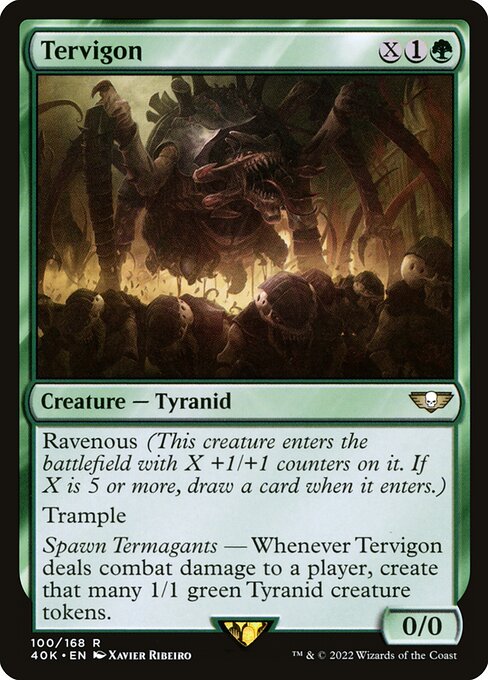 Tervigon X 1
Creature — Tyranid
Ravenous (This creature enters the
battlefield with X +1/+1 counters on it. If
X is 5 or more, draw a card when it enters.)
Trample
Spawn Termagants — Whenever Tervigon
deals combat damage to a player, create
that many 1/1 green Tyranid creature
tokens.
0/0
100/168 R
40K • EN Xavier Ribeiro ™ & © 2022 Wizards of the Coast